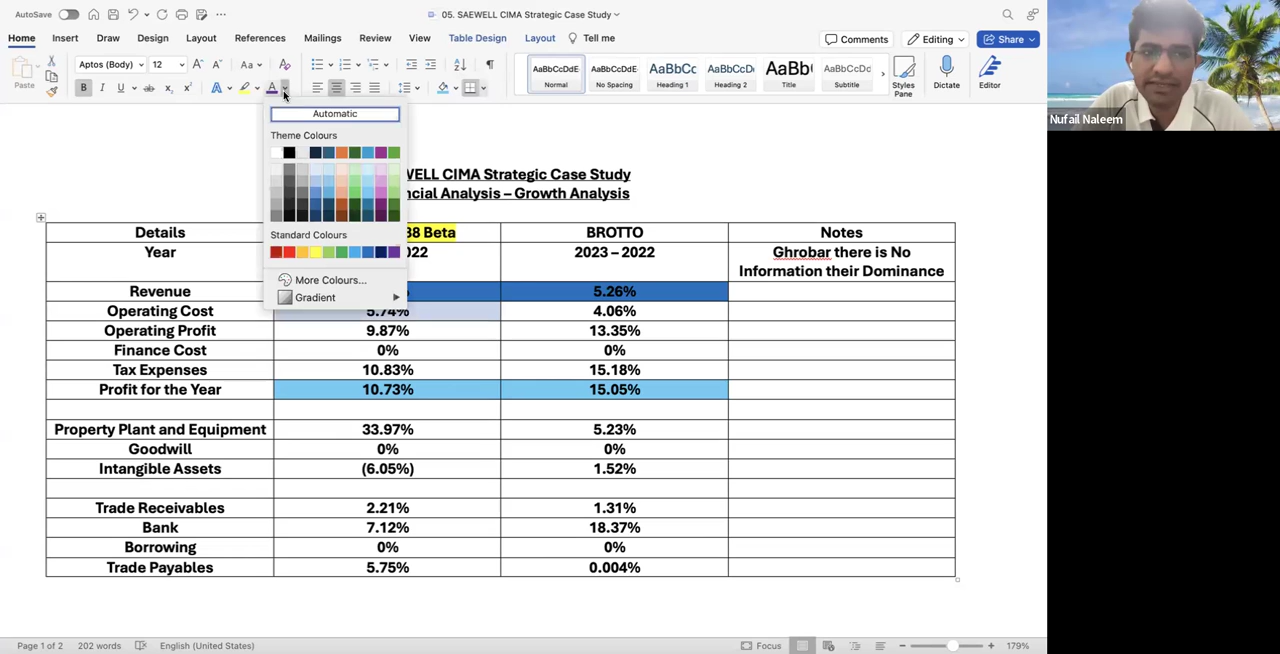 AutoSave
05. SAEWELL CIMA Strategic Case Study
Home Insert Draw Design Layout References Mailings Review View Table Design Layout Tell me
Comments Editing Share
Paste
Aptos (Body) 12
AaBbCcDdE AaBbCcDdE AaBbCc AaBbCcD AaBb AaBbCcDc
Normal No Spacing Heading 1 Heading 2 Title Subtitle
Styles Pane
Dictate
Editor
Nufail Naleem
Automatic
Theme Colours
Standard Colours
More Colours...
Gradient
WELL CIMA Strategic Case Study
ncial Analysis – Growth Analysis
Details 38 Beta BROTTO Notes
Year 022 2023 – 2022 Ghrobar there is No
Information their Dominance
Revenue 5.26%
Operating Cost 5.74% 4.06%
Operating Profit 9.87% 13.35%
Finance Cost 0% 0%
Tax Expenses 10.83% 15.18%
Profit for the Year 10.73% 15.05%
Property Plant and Equipment 33.97% 5.23%
Goodwill 0% 0%
Intangible Assets (6.05%) 1.52%
Trade Receivables 2.21% 1.31%
Bank 7.12% 18.37%
Borrowing 0% 0%
Trade Payables 5.75% 0.004%
Page 1 of 2 202 words English (United States) Focus 179%